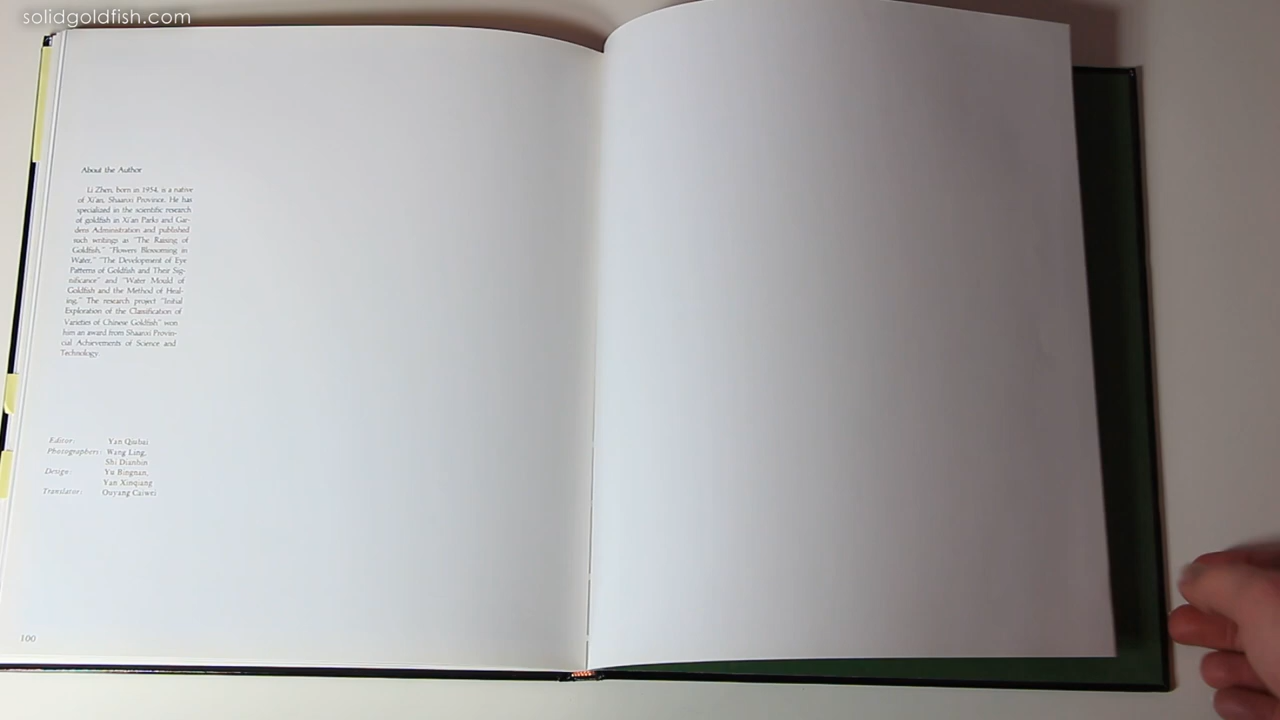 solidgoldfish.com
About the Author
Li Zhen, born in 1954, is a native
of Xi'an, Shaanxi Province. He has
specialized in the scientific research
of goldfish in Xi'an Parks and Gar-
dens Administration and published
such writings as "The Raising of
Goldfish," "Flowers Blossoming in
Water," "The Development of Eye
Patterns of Goldfish and Their Sig-
nificance" and "Water Mould of
Goldfish and the Method of Heal-
ing." The research project "Initial
Exploration of the Classification of
Varieties of Chinese Goldfish" won
him an award from Shaanxi Provin-
cial Achievements of Science and
Technology.
Editor: Yan Qiubai
Photographers: Wang Ling,
Shi Dianbin
Design: Yu Bingnan,
Yan Xinqiang
Translator: Ouyang Caiwei
100